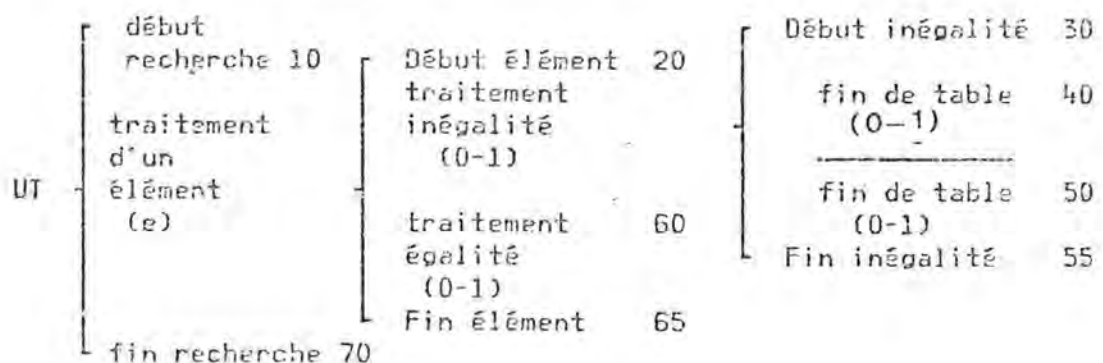 début
recherche 10
traitement
d'un
élément
(e)
UT
fin recherche 70
Début élément 20
traitement
inégalité
(0-1)
traitement 60
égalité
(0-1)
Fin élément 65
Début inégalité 30
fin de table 40
(0-1)
fin de table 50
(0-1)
Fin inégalité 55